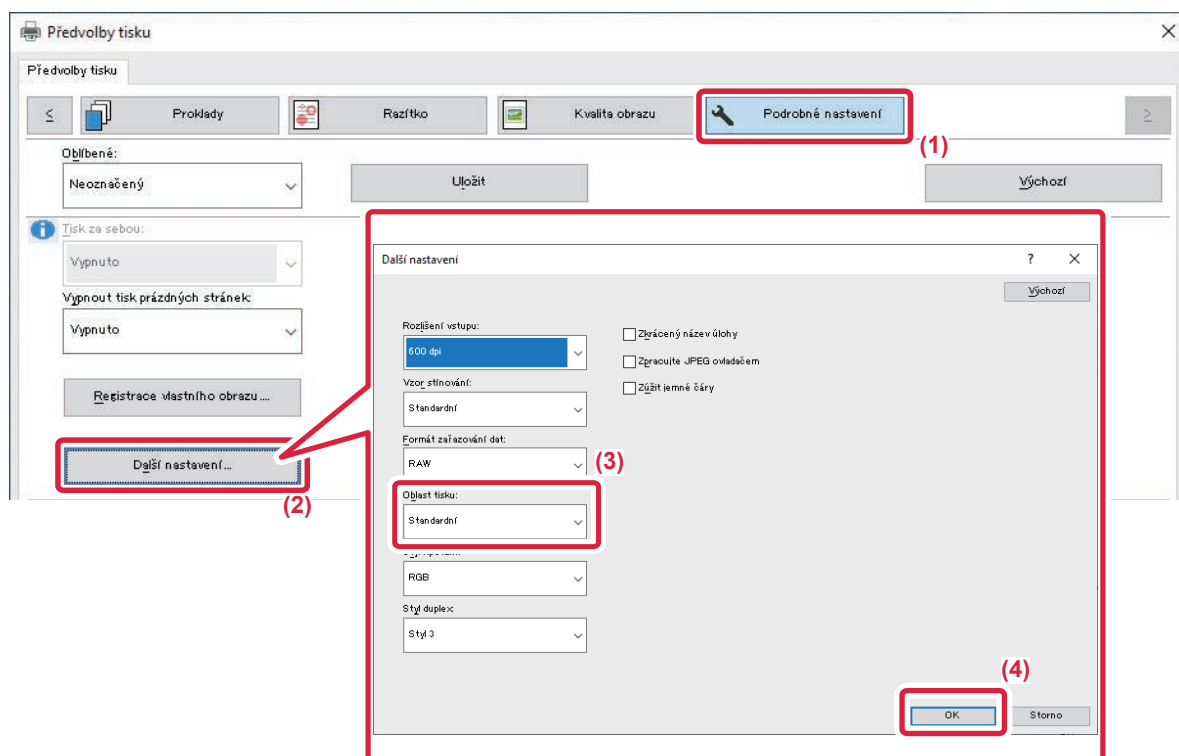 Předvolby tisku
Předvolby tisku
≤ Proklady Razítko Kvalita obrazu Podrobné nastavení ≥
(1)
Oblíbené:
Neoznačený Uložit Výchozí
Tisk za sebou:
Vypnuto
Vypnout tisk prázdných stránek:
Vypnuto
Registrace vlastního obrazu....
Další nastavení...
(2)
Další nastavení ?
Výchozí
Rozlišení vstupu:
600 dpi
Zkrácený název úlohy
Zpracujte JPEG ovladačem
Zúžit jemné čáry
Vzor stínování:
Standardní
Formát zařazování dat:
RAW
(3)
Oblast tisku:
Standardní
RGB
Styl duplex:
Styl 3
(4)
OK Storno